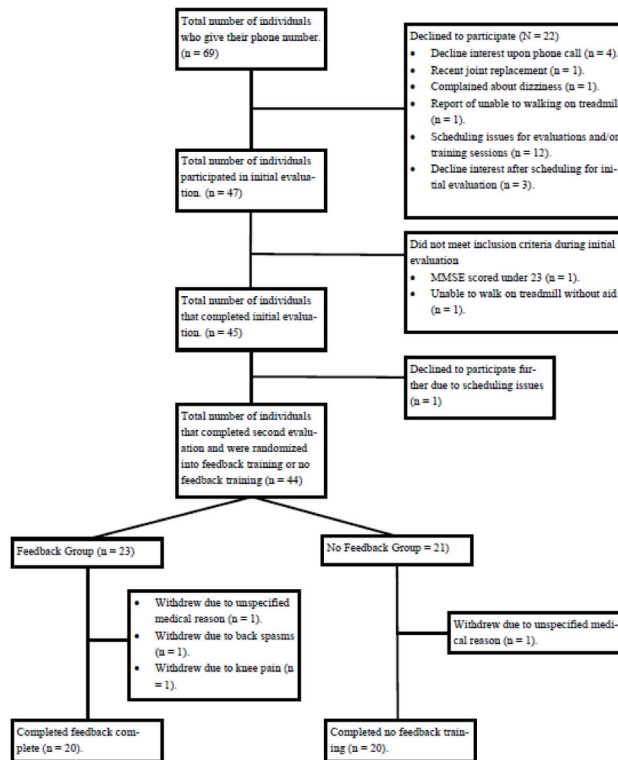 Total number of individuals
who give their phone number.
(n = 69)
Declined to participate (N = 22)
• Decline interest upon phone call (n = 4).
• Recent joint replacement (n = 1).
• Complained about dizziness (n = 1).
• Report of unable to walking on treadmill
(n = 1).
• Scheduling issues for evaluations and/or
training sessions (n = 12).
• Decline interest after scheduling for ini-
itial evaluation (n = 3).
Total number of individuals
participated in initial evalua-
tion. (n = 47)
Did not meet inclusion criteria during initial
evaluation
• MMSE scored under 23 (n = 1).
• Unable to walk on treadmill without aid
(n = 1).
Total number of individuals
that completed initial evalua-
tion. (n = 45)
Declined to participate fur-
ther due to scheduling issues
(n = 1)
Total number of individuals
that completed second evalu-
ation and were randomized
into feedback training or no
feedback training (n = 44)
Feedback Group (n = 23)
No Feedback Group = 21)
• Withdrew due to unspecified
medical reason (n = 1).
• Withdrew due to back spasms
(n = 1).
• Withdrew due to knee pain (n
= 1).
Withdrew due to unspecified medi-
cal reason (n = 1).
Completed feedback com-
plete (n = 20).
Completed no feedback train-
ing (n = 20).